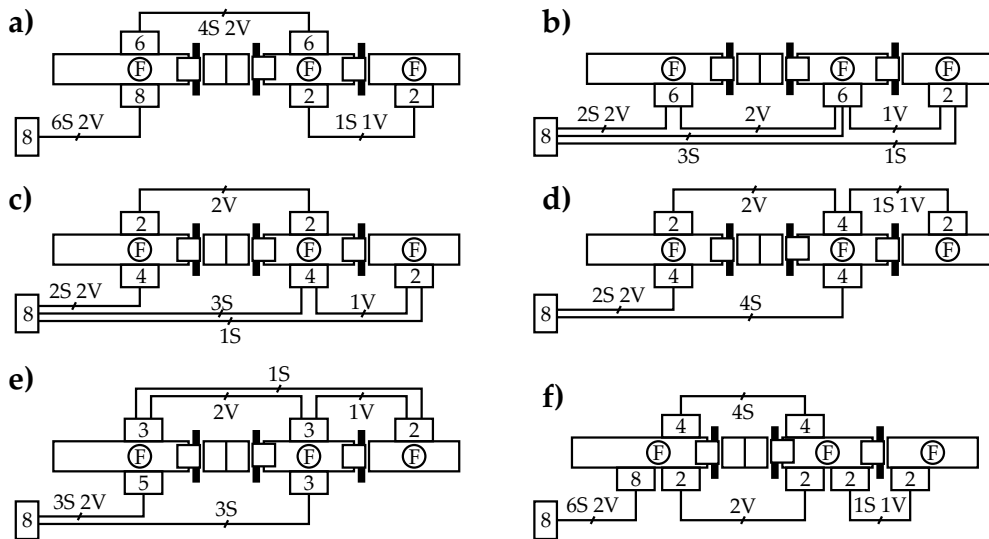 a)
4S 2V
6 6
F F F
8 2 2
6S 2V 1S 1V
8
b)
F F F
6 6 2
2S 2V 2V 1V
8
3S 1S
c)
2V
2 2
F F F
4 4 2
2S 2V 3S 1V
8
1S
d)
2V 1S 1V
2 4 2
F F F
4 4
2S 2V 4S
8
e)
1S
2V 1V
3 3 2
F F F
5 3
3S 2V 3S
8
f)
4S
4 4
F F F
8 2 2 2 2
6S 2V 2V 1S 1V
8